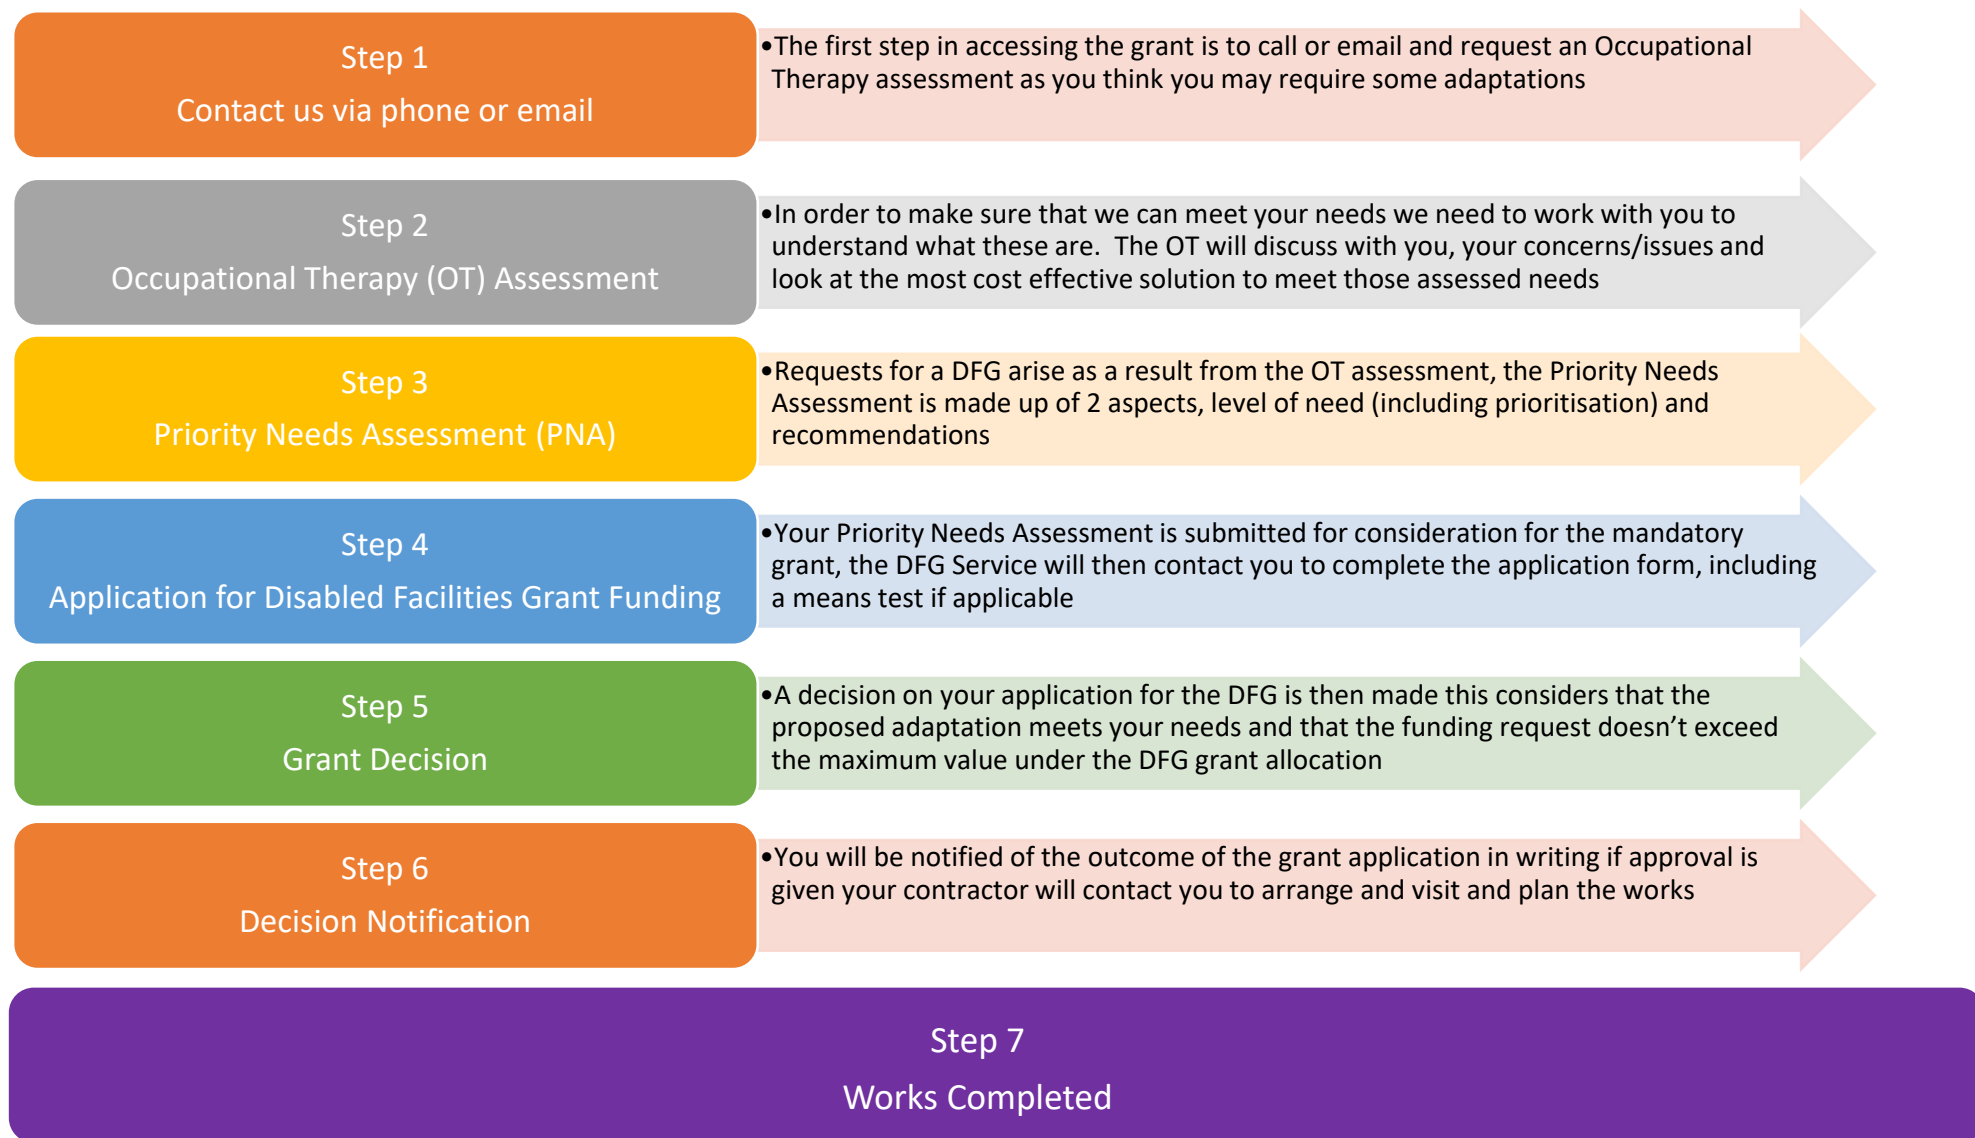 Step 1
Contact us via phone or email
•The first step in accessing the grant is to call or email and request an Occupational
Therapy assessment as you think you may require some adaptations
Step 2
Occupational Therapy (OT) Assessment
•In order to make sure that we can meet your needs we need to work with you to
understand what these are.  The OT will discuss with you, your concerns/issues and
look at the most cost effective solution to meet those assessed needs
Step 3
Priority Needs Assessment (PNA)
•Requests for a DFG arise as a result from the OT assessment, the Priority Needs
Assessment is made up of 2 aspects, level of need (including prioritisation) and
recommendations
Step 4
Application for Disabled Facilities Grant Funding
•Your Priority Needs Assessment is submitted for consideration for the mandatory
grant, the DFG Service will then contact you to complete the application form, including
a means test if applicable
Step 5
Grant Decision
•A decision on your application for the DFG is then made this considers that the
proposed adaptation meets your needs and that the funding request doesn’t exceed
the maximum value under the DFG grant allocation
Step 6
Decision Notification
•You will be notified of the outcome of the grant application in writing if approval is
given your contractor will contact you to arrange and visit and plan the works
Step 7
Works Completed